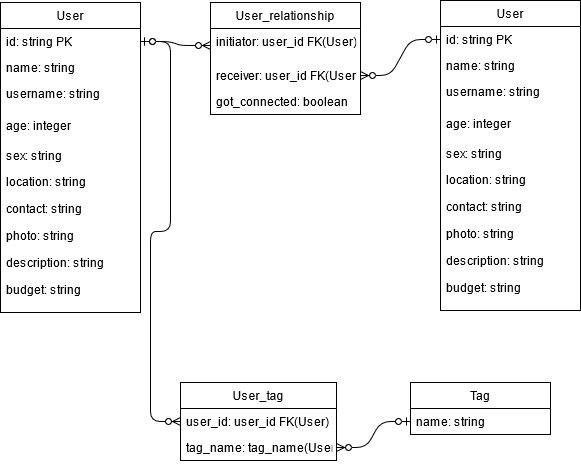 User
id: string PK
name: string
username: string
age: integer
sex: string
location: string
contact: string
photo: string
description: string
budget: string
User_relationship
initiator: user_id FK(User)
receiver: user_id FK(User
got_connected: boolean
User
id: string PK
name: string
username: string
age: integer
sex: string
location: string
contact: string
photo: string
description: string
budget: string
User_tag
user_id: user_id FK(User)
tag_name: tag_name(User
Tag
name: string